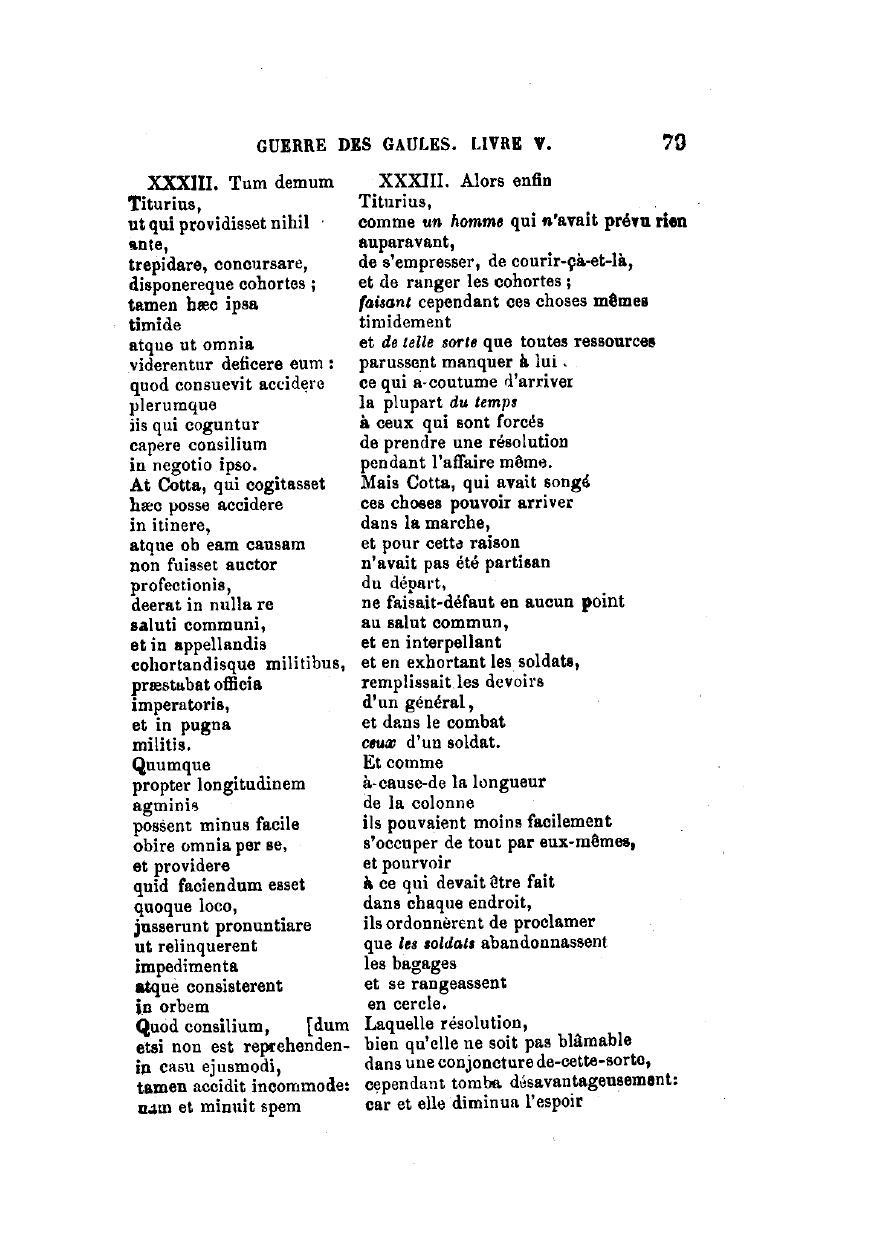 GUERRE DES GAULES. LIVRE V. 79
XXXIII. Tum demum
Titurius,
ut qui providisset nihil
ante,
trepidare, concursare,
disponereque cohortes ;
tamen hæc ipsa
timide
atque ut omnia
viderentur deficere eum :
quod consuevit accidere
plerumque
iis qui coguntur
capere consilium
in negotio ipso.
At Cotta, qui cogitasset
hæc posse accidere
in itinere,
atque ob eam causam
non fuisset auctor
profectionis,
deerat in nulla re
saluti communi,
et in appellandis
cohortandisque militibus,
præstabat officia
imperatoris,
et in pugna
militis.
Quumque
propter longitudinem
agminis
possent minus facile
obire omnia per se,
et providere
quid faciendum esset
quoque loco,
jusserunt pronuntiare
ut relinquerent
impedimenta
atque consisterent
in orbem
Quod consilium, [dum
etsi non est reprehenden-
in casu ejusmodi,
tamen accidit incommode:
nam et minuit spem
XXXIII. Alors enfin
Titurius,
comme un homme qui n'avait prévu rien
auparavant,
de s'empresser, de courir-çà-et-là,
et de ranger les cohortes ;
faisant cependant ces choses mêmes
timidement
et de telle sorte que toutes ressources
parussent manquer à lui .
ce qui a-coutume d'arriver
la plupart du temps
à ceux qui sont forcés
de prendre une résolution
pendant l'affaire même.
Mais Cotta, qui avait songé
ces choses pouvoir arriver
dans la marche,
et pour cette raison
n'avait pas été partisan
du départ,
ne faisait-défaut en aucun point
au salut commun,
et en interpellant
et en exhortant les soldats,
remplissait les devoirs
d'un général,
et dans le combat
ceux d'un soldat.
Et comme
à-cause-de la longueur
de la colonne
ils pouvaient moins facilement
s'occuper de tout par eux-mêmes,
et pourvoir
à ce qui devait être fait
dans chaque endroit,
ils ordonnèrent de proclamer
que les soldats abandonnassent
les bagages
et se rangeassent
en cercle.
Laquelle résolution,
bien qu'elle ne soit pas blâmable
dans une conjoncture de-cette-sorte,
cependant tomba désavantageusement:
car et elle diminua l'espoir